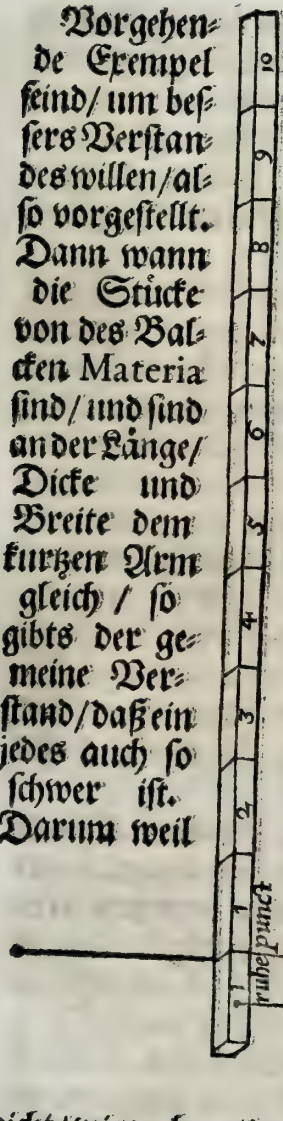 Vorgehen⸗
de Exempel
seind/ um bes⸗
sers Verstan⸗
des willen/al⸗
so vorgestellt.
Dann wann
die Stücke
von des Bal⸗
cken Materia
sind/ und sind
an der Länge/
Dicke und
Breite dem
kurtzen Arm
gleich / so
gibts der ge⸗
meine Ver⸗
stand/daß ein
jedes auch so
schwer ist.
Darum weil
10
9
8
7
6
5
4
3
2
1
1
ruhe punct